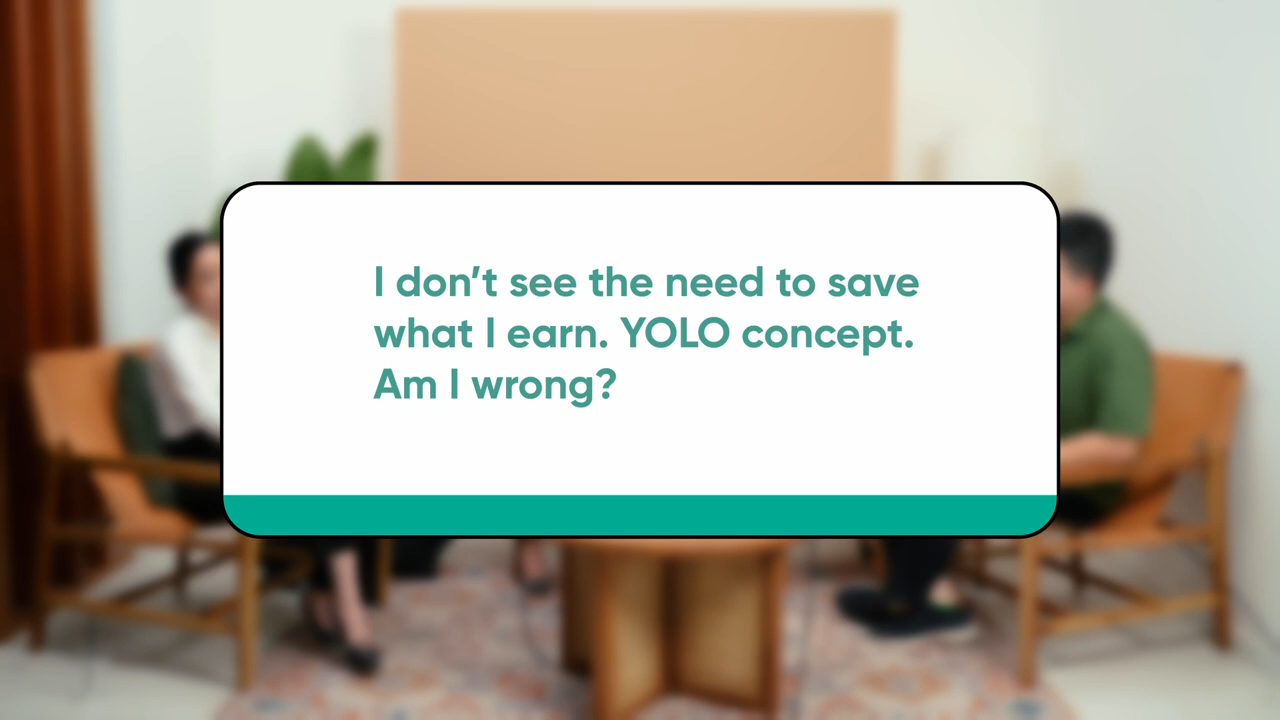 I don’t see the need to save
what I earn. YOLO concept.
Am I wrong?